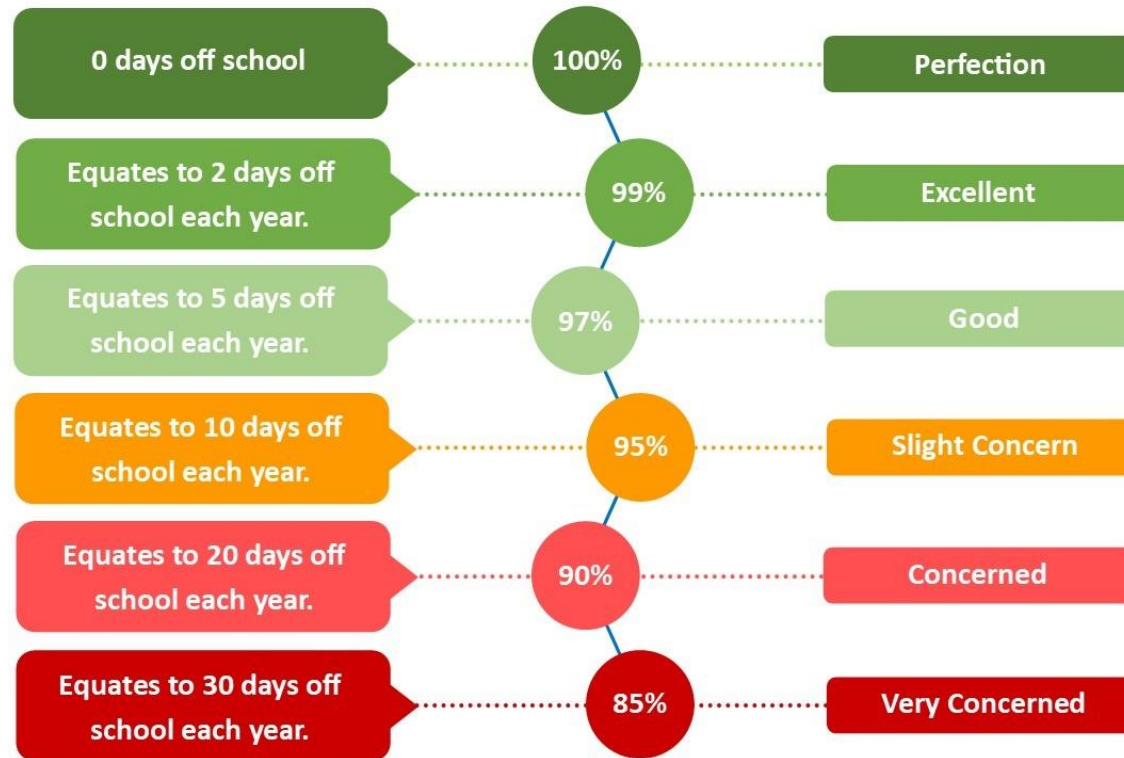 0 days off school
100%
Perfection
Equates to 2 days off
school each year.
99%
Excellent
Equates to 5 days off
school each year.
97%
Good
Equates to 10 days off
school each year.
95%
Slight Concern
Equates to 20 days off
school each year.
90%
Concerned
Equates to 30 days off
school each year.
85%
Very Concerned